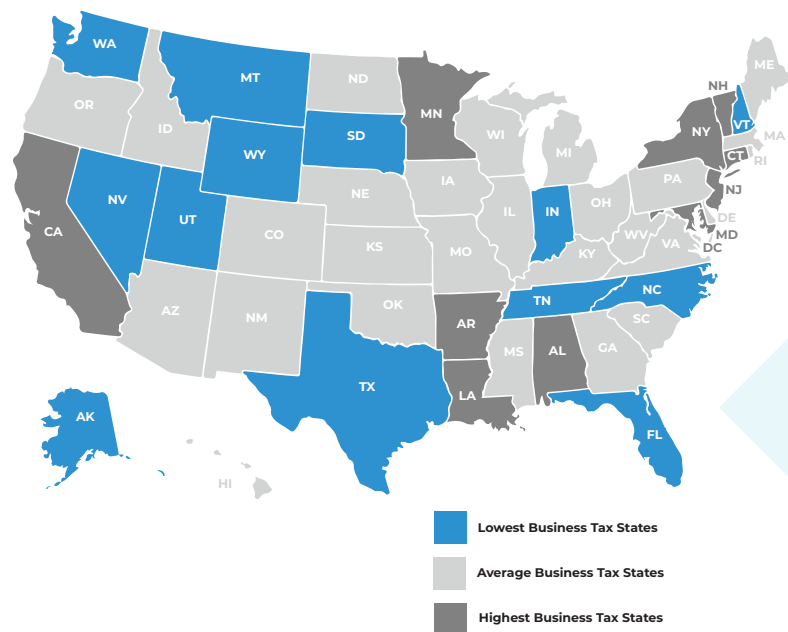 WA
MT
ND
MN
OR
ID
SD
WY
WI
MI
NH
VT
ME
NY
MA
CT
RI
NV
UT
NE
IA
PA
NJ
CA
CO
KS
MO
IL
IN
OH
WV
VA
DE
MD
DC
KY
AZ
NM
OK
AR
TN
NC
SC
MS
AL
GA
TX
LA
FL
AK
HI
Lowest Business Tax States
Average Business Tax States
Highest Business Tax States